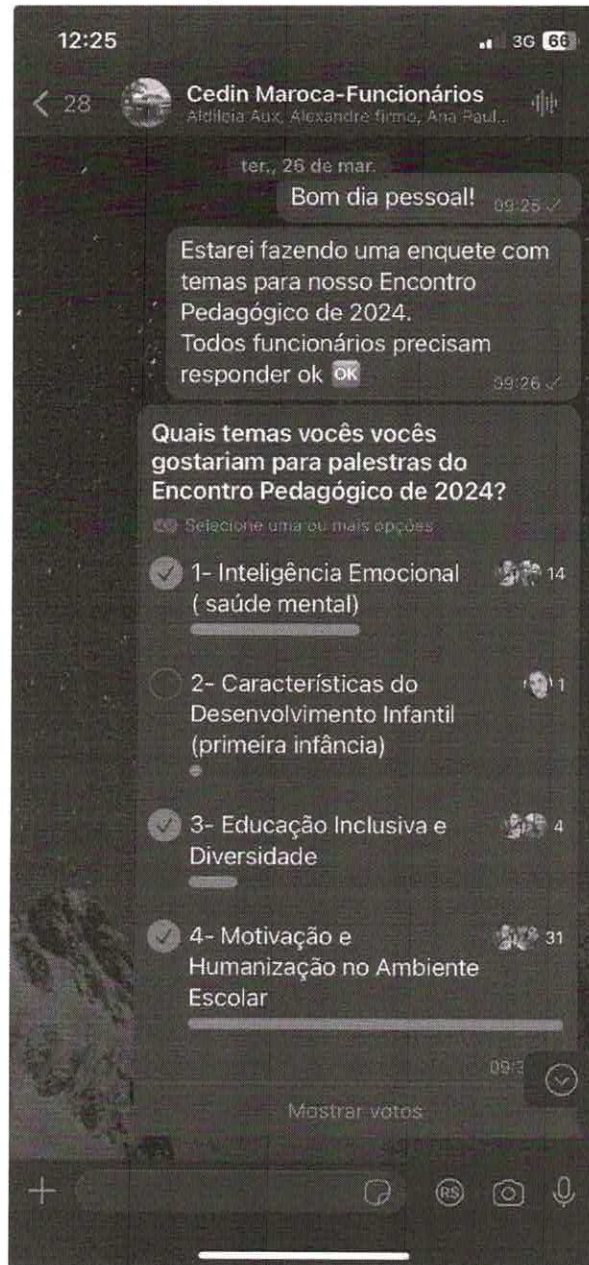 12:25
3G 66
28
Cedin Maroca-Funcionários
Aldileia Aux, Alexandre firmo, Ana Paul...
ter., 26 de mar.
Bom dia pessoal! 09:25
Estarei fazendo uma enquete com
temas para nosso Encontro
Pedagógico de 2024.
Todos funcionários precisam
responder ok OK
09:26
Quais temas vocês vocês
gostariam para palestras do
Encontro Pedagógico de 2024?
Selecione uma ou mais opções
1- Inteligência Emocional 14
( saúde mental)
2- Características do 1
Desenvolvimento Infantil
(primeira infância)
3- Educação Inclusiva e 4
Diversidade
4- Motivação e 31
Humanização no Ambiente
Escolar
Mostrar votos
RS